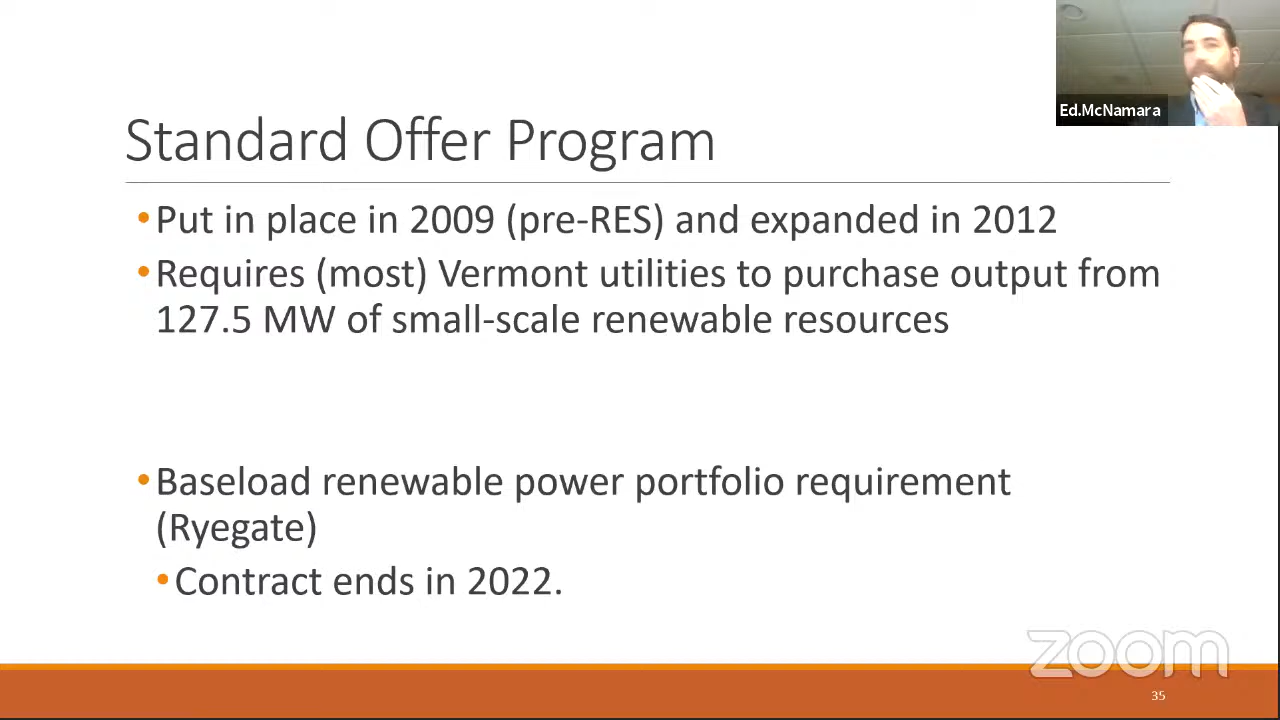 Ed.McNamara
Standard Offer Program
•Put in place in 2009 (pre-RES) and expanded in 2012
•Requires (most) Vermont utilities to purchase output from
127.5 MW of small-scale renewable resources
•Baseload renewable power portfolio requirement
(Ryegate)
•Contract ends in 2022.
zoom
35